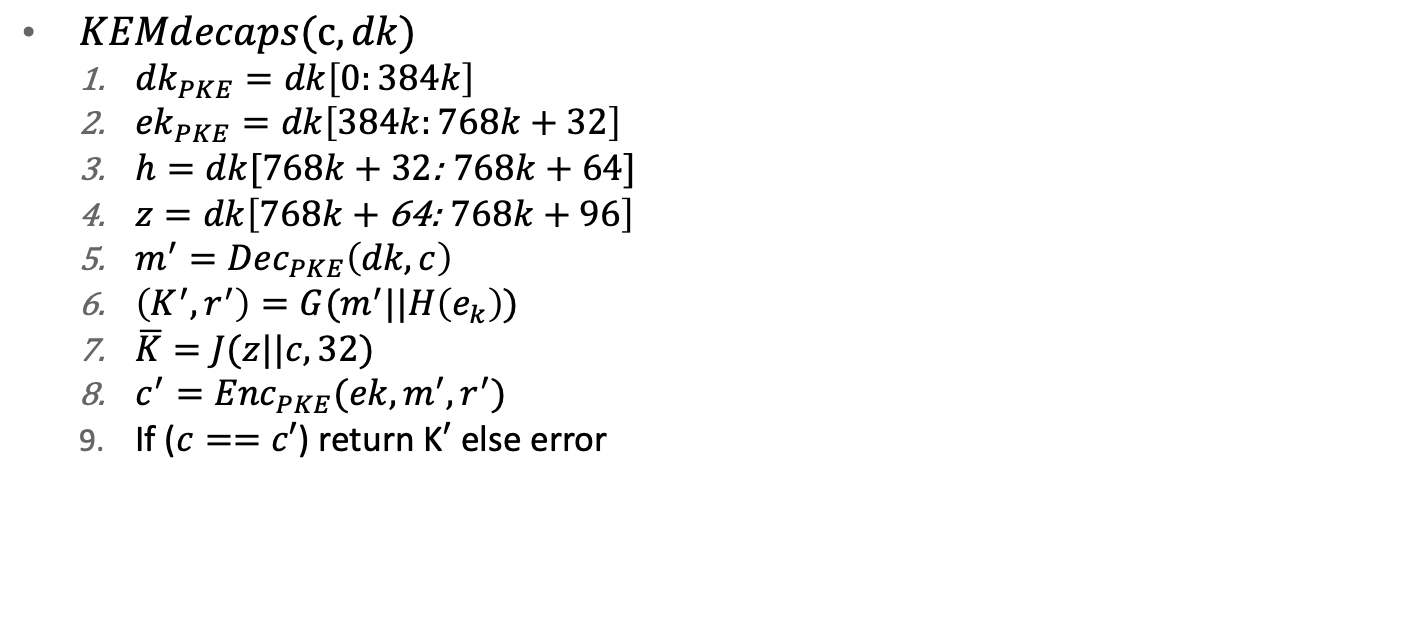 • KEMdecaps(c, dk)
1. dk_PKE = dk[0: 384k]
2. ek_PKE = dk[384k: 768k + 32]
3. h = dk[768k + 32: 768k + 64]
4. z = dk[768k + 64: 768k + 96]
5. m′ = Dec_PKE(dk, c)
6. (K′, r′) = G(m′||H(e_k))
7. K̅ = J(z||c, 32)
8. c′ = Enc_PKE(ek, m′, r′)
9. If (c == c′) return K′ else error